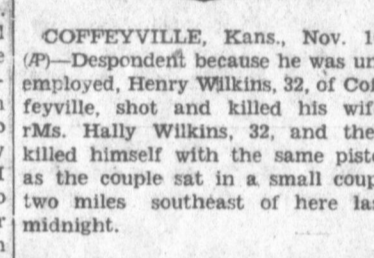 COFFEYVILLE, Kans., Nov. 1
(AP)—Despondent because he was un
employed, Henry Wilkins, 32, of Cof
feyville, shot and killed his wif
rMs. Hally Wilkins, 32, and the
killed himself with the same pisto
as the couple sat in a small coup
two miles southeast of here las
midnight.